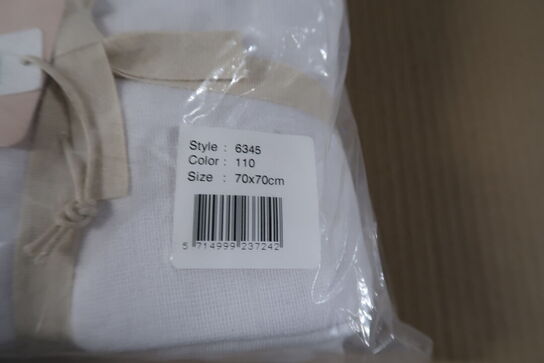 Style : 6345
Color : 110
Size : 70x70cm
5 714999 237242